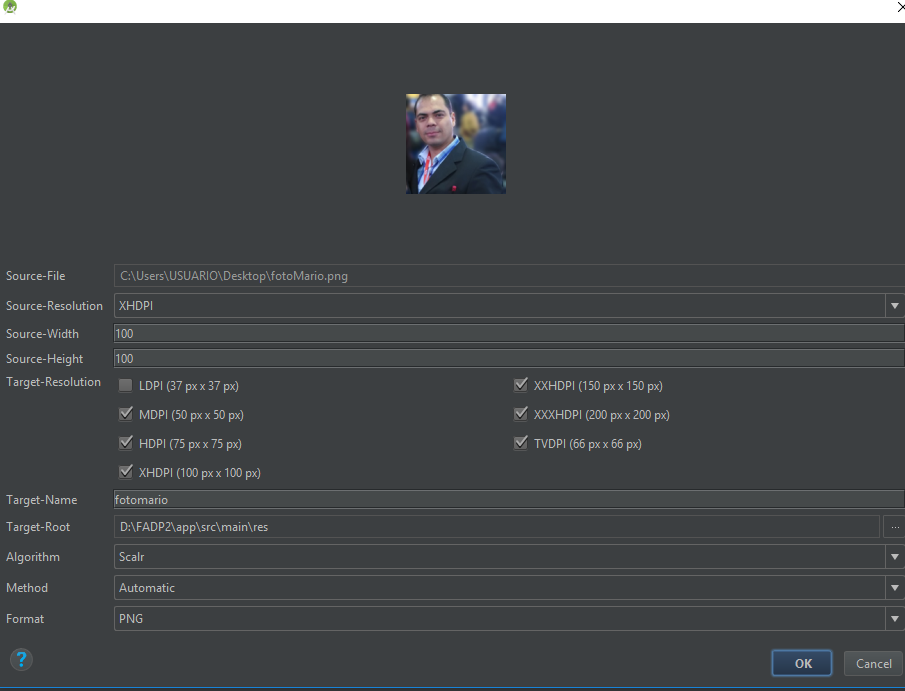 Source-File C:\Users\USUARIO\Desktop\fotoMario.png
Source-Resolution XHDPI
Source-Width 100
Source-Height 100
Target-Resolution LDPI (37 px x 37 px) XXHDPI (150 px x 150 px)
MDPI (50 px x 50 px) XXXHDPI (200 px x 200 px)
HDPI (75 px x 75 px) TVDPI (66 px x 66 px)
XHDPI (100 px x 100 px)
Target-Name fotomario
Target-Root D:\FADP2\app\src\main\res ...
Algorithm Scalr
Method Automatic
Format PNG
? OK Cancel